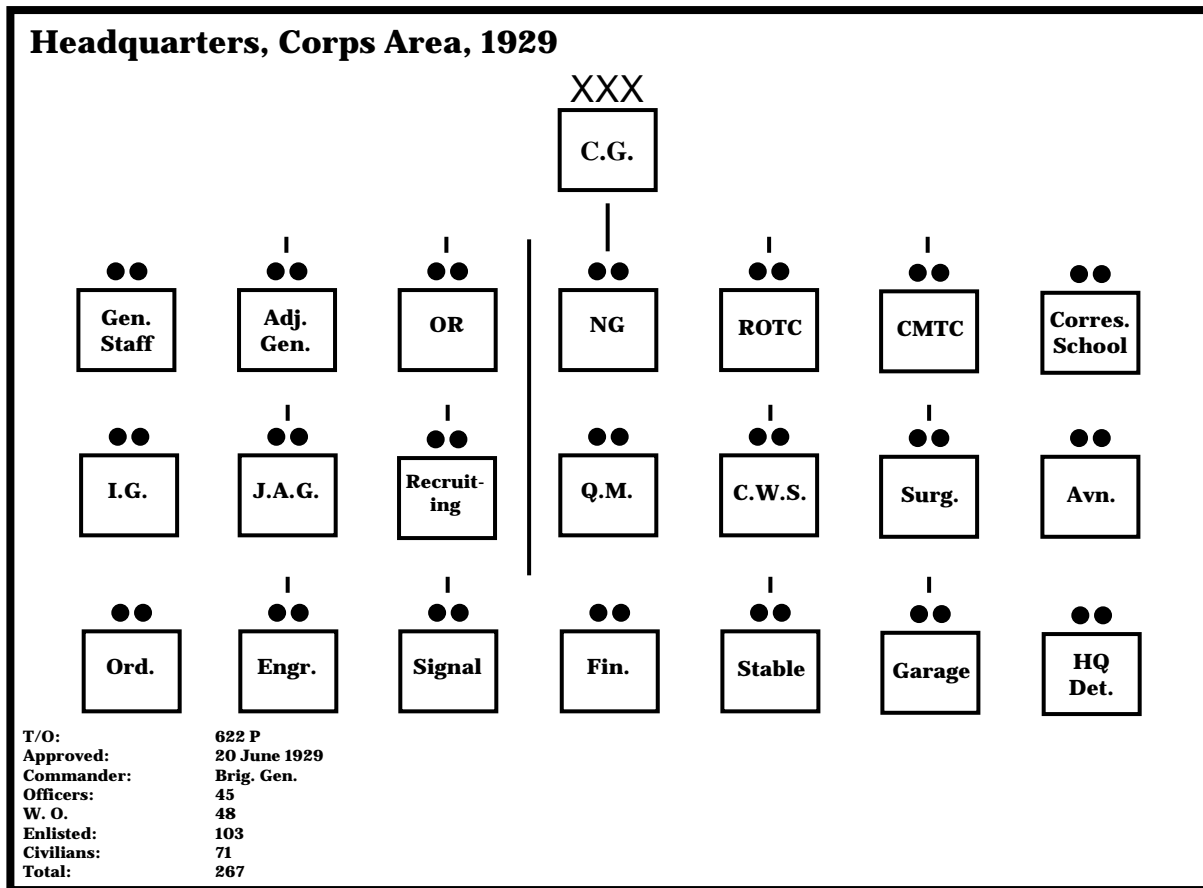 Headquarters, Corps Area, 1929
XXX
C.G.
Gen.
Staff
Adj.
Gen.
OR
NG
ROTC
CMTC
Corres.
School
I.G.
J.A.G.
Recruit-
ing
Q.M.
C.W.S.
Surg.
Avn.
Ord.
Engr.
Signal
Fin.
Stable
Garage
HQ
Det.
T/O: 622 P
Approved: 20 June 1929
Commander: Brig. Gen.
Officers: 45
W. O. 48
Enlisted: 103
Civilians: 71
Total: 267